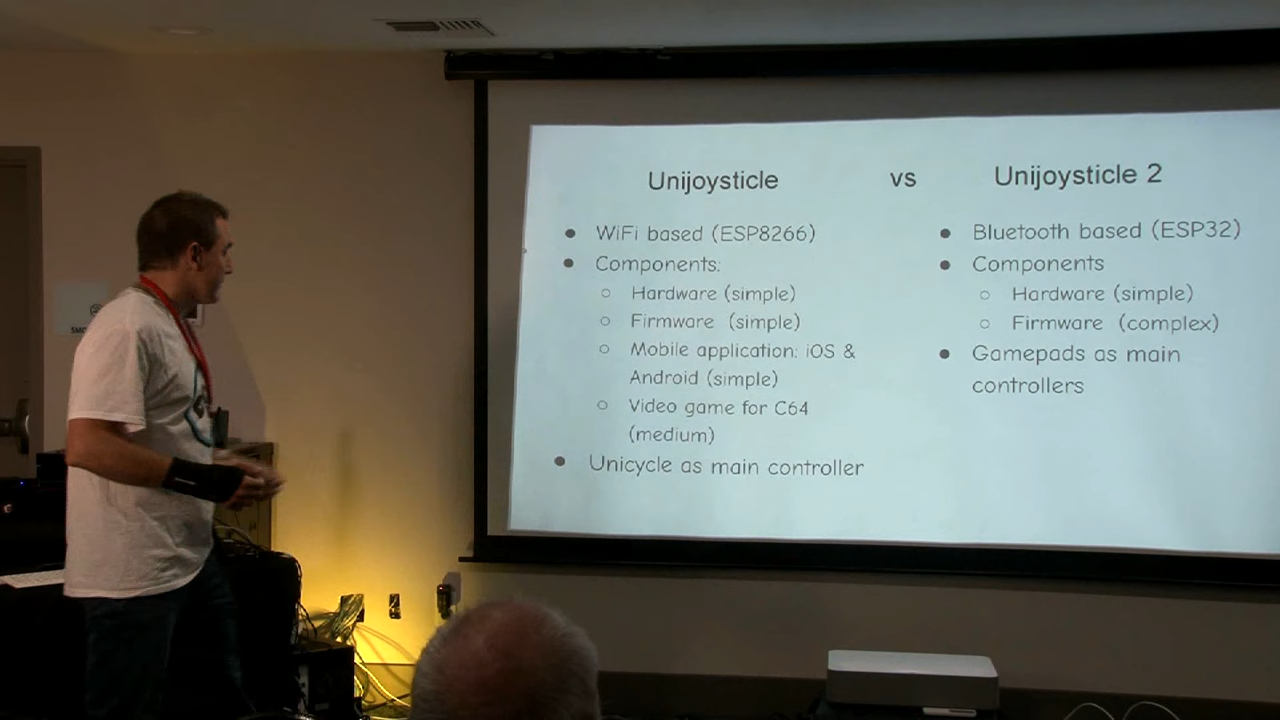 Unijoysticle vs Unijoysticle 2
WiFi based (ESP8266)
Components:
Hardware (simple)
Firmware (simple)
Mobile application: iOS &
Android (simple)
Video game for C64
(medium)
Unicycle as main controller
Bluetooth based (ESP32)
Components
Hardware (simple)
Firmware (complex)
Gamepads as main
controllers